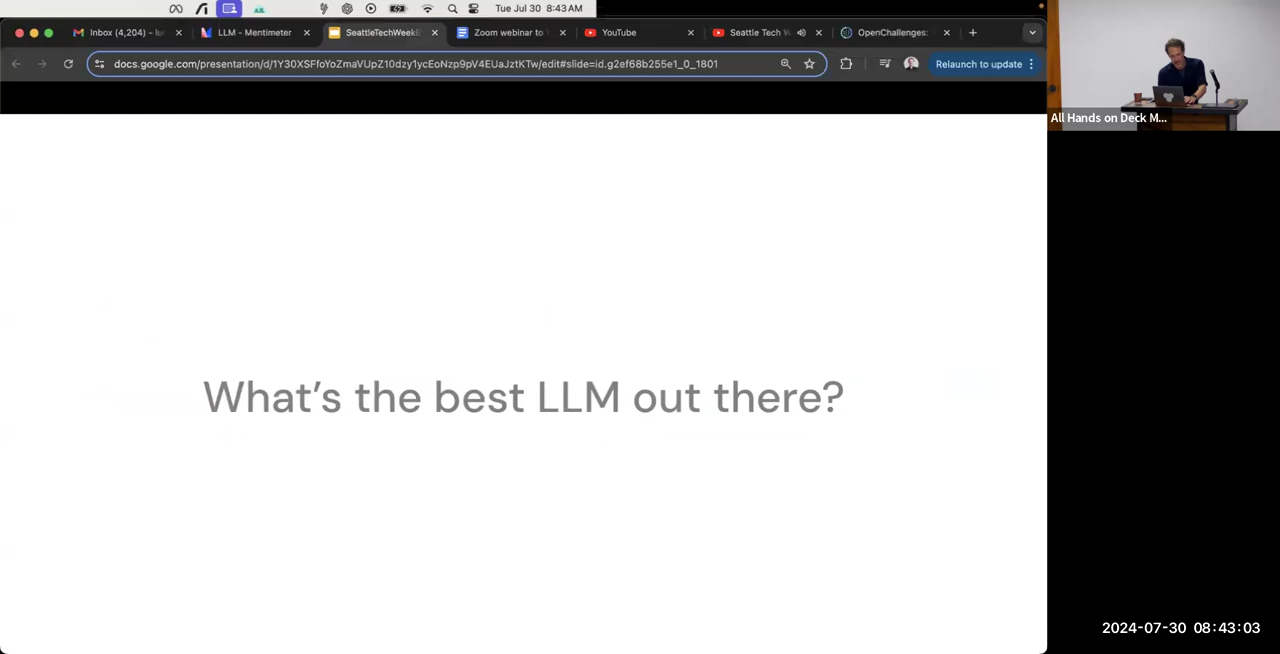 Tue Jul 30 8:43 AM
Inbox (4,204) - lu
LLM - Mentimeter
SeattleTechWeek
Zoom webinar to
YouTube
Seattle Tech W
OpenChallenges:
docs.google.com/presentation/d/1Y30XSFfoYoZmaVUpZ10dzy1ycEoNzp9pV4EUaJztKTw/edit#slide=id.g2ef68b255e1_0_1801
Relaunch to update
All Hands on Deck M...
What's the best LLM out there?
2024-07-30 08:43:03